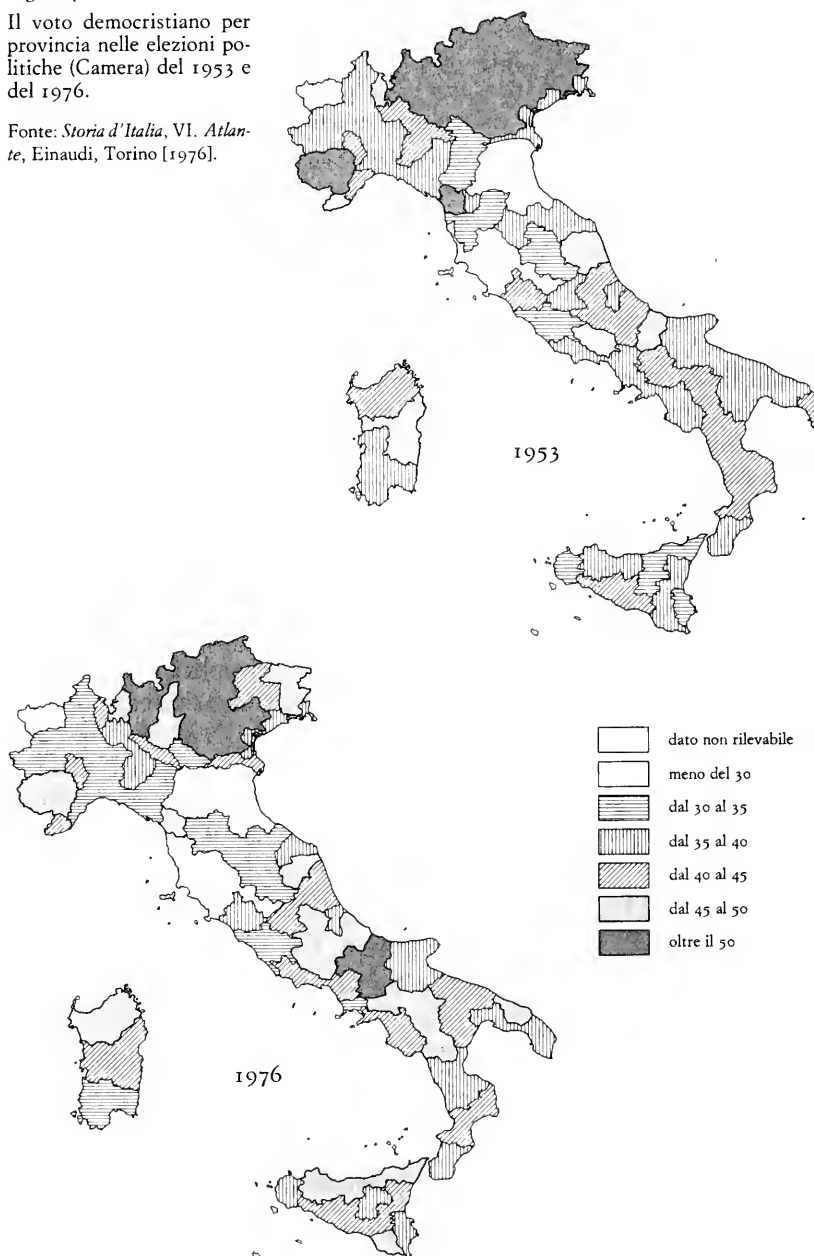 Il voto democristiano per
provincia nelle elezioni po-
litiche (Camera) del 1953 e
del 1976.
Fonte: Storia d'Italia, VI. Atlan-
te, Einaudi, Torino [1976].
1953
1976
dato non rilevabile
meno del 30
dal 30 al 35
dal 35 al 40
dal 40 al 45
dal 45 al 50
oltre il 50